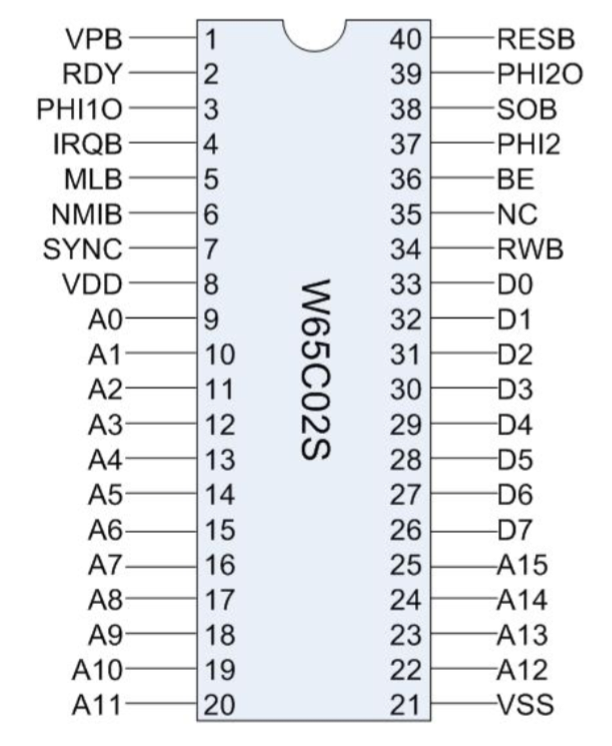 VPB 1 40 RESB
RDY 2 39 PHI2O
PHI1O 3 38 SOB
IRQB 4 37 PHI2
MLB 5 36 BE
NMIB 6 35 NC
SYNC 7 34 RWB
VDD 8 33 D0
A0 9 32 D1
A1 10 31 D2
A2 11 30 D3
A3 12 29 D4
A4 13 28 D5
A5 14 27 D6
A6 15 26 D7
A7 16 25 A15
A8 17 24 A14
A9 18 23 A13
A10 19 22 A12
A11 20 21 VSS
W65C02S